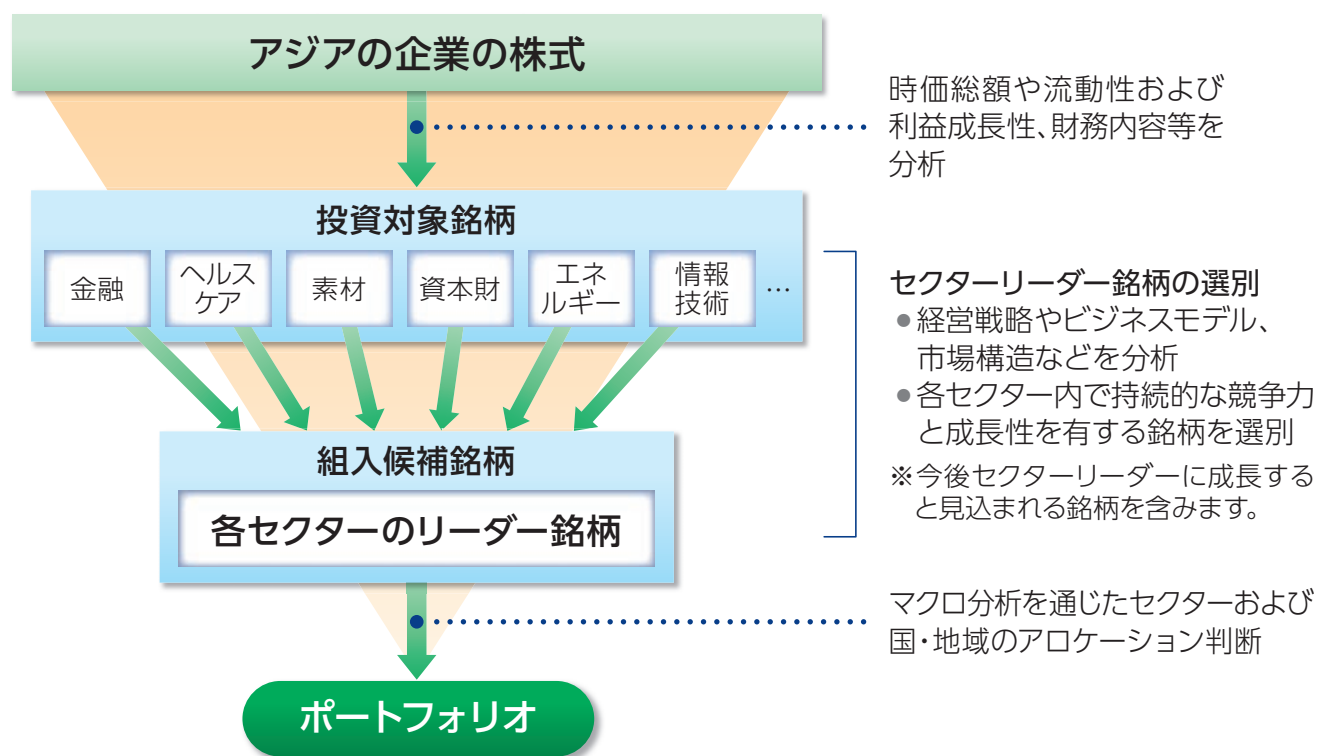 アジアの企業の株式
時価総額や流動性および
利益成長性、財務内容等を
分析
投資対象銘柄
金融
ヘルス
ケア
素材
資本財
エネ
ルギー
情報
技術
…
セクターリーダー銘柄の選別
●経営戦略やビジネスモデル、
市場構造などを分析
●各セクター内で持続的な競争力
と成長性を有する銘柄を選別
※今後セクターリーダーに成長する
と見込まれる銘柄を含みます。
組入候補銘柄
各セクターのリーダー銘柄
マクロ分析を通じたセクターおよび
国・地域のアロケーション判断
ポートフォリオ